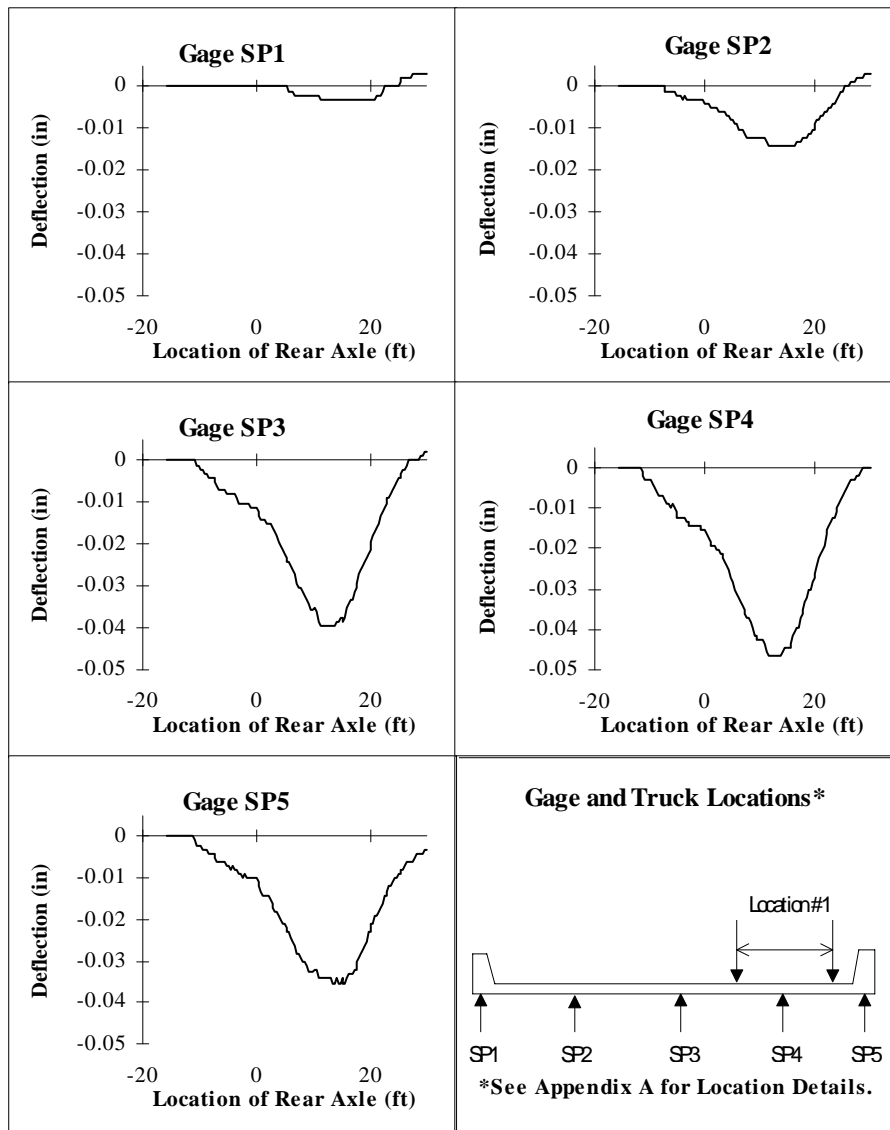 Gage SP1
0
-0.01
-0.02
-0.03
-0.04
-0.05
Deflection (in)
-20 0 20
Location of Rear Axle (ft)
Gage SP2
0
-0.01
-0.02
-0.03
-0.04
-0.05
Deflection (in)
-20 0 20
Location of Rear Axle (ft)
Gage SP3
0
-0.01
-0.02
-0.03
-0.04
-0.05
Deflection (in)
-20 0 20
Location of Rear Axle (ft)
Gage SP4
0
-0.01
-0.02
-0.03
-0.04
-0.05
Deflection (in)
-20 0 20
Location of Rear Axle (ft)
Gage SP5
0
-0.01
-0.02
-0.03
-0.04
-0.05
Deflection (in)
-20 0 20
Location of Rear Axle (ft)
Gage and Truck Locations*
Location #1
SP1 SP2 SP3 SP4 SP5
*See Appendix A for Location Details.